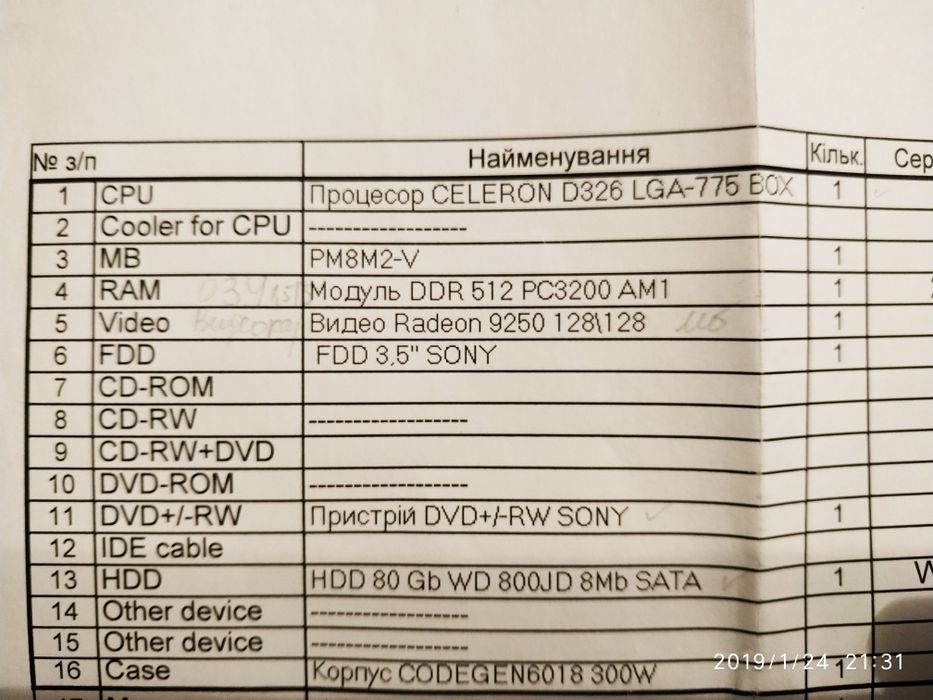 № з/п Найменування Кільк. Сер
1 CPU Процесор CELERON D326 LGA-775 BOX 1
2 Cooler for CPU -----------------
3 MB PM8M2-V 1
4 RAM ОЗУ Модуль DDR 512 PC3200 AM1 1
5 Video Видео Radeon 9250 128\128 мб 1
6 FDD FDD 3,5" SONY 1
7 CD-ROM
8 CD-RW -----------------
9 CD-RW+DVD
10 DVD-ROM -----------------
11 DVD+/-RW Пристрій DVD+/-RW SONY 1
12 IDE cable
13 HDD HDD 80 Gb WD 800JD 8Mb SATA 1 W
14 Other device -----------------
15 Other device -----------------
16 Case Корпус CODEGEN6018 300W 1
2019/1/24 21:31